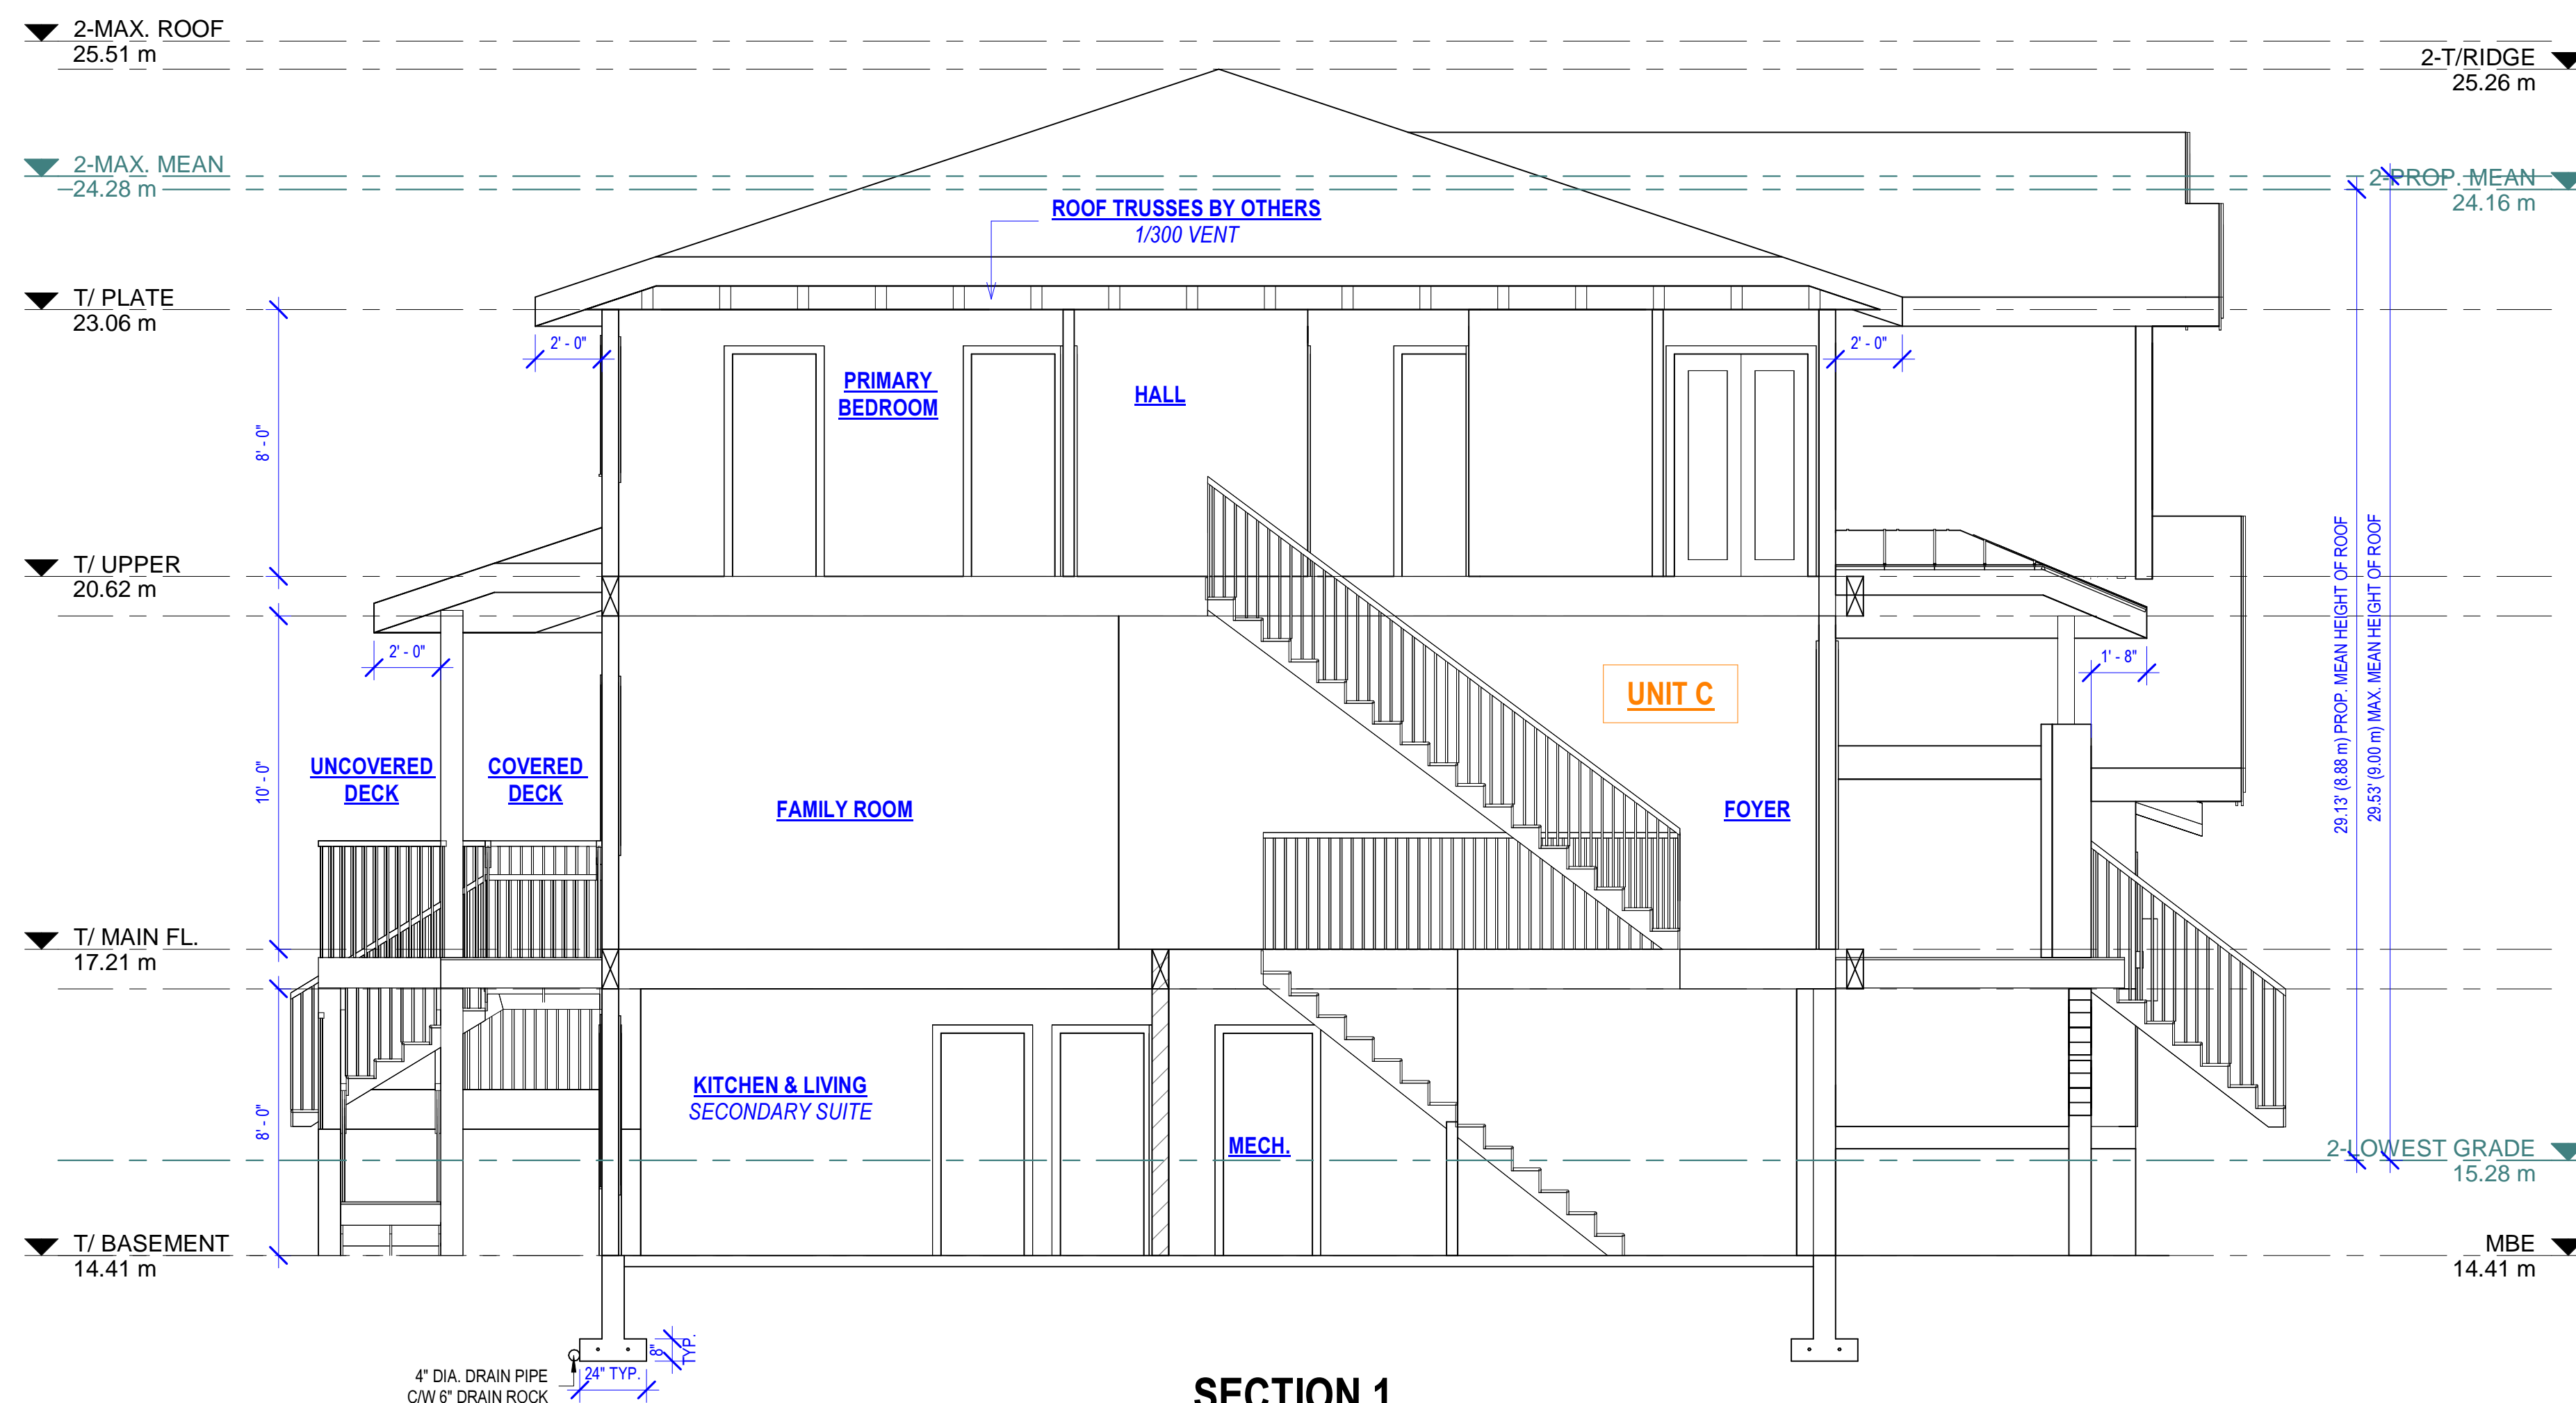 2-MAX. ROOF
25.51 m
2-T/RIDGE
25.26 m
2-MAX. MEAN
24.28 m
2-PROP. MEAN
24.16 m
ROOF TRUSSES BY OTHERS
1/300 VENT
T/ PLATE
23.06 m
2' - 0"
2' - 0"
PRIMARY
BEDROOM
HALL
8' - 0"
T/ UPPER
20.62 m
2' - 0"
1' - 8"
UNIT C
29.13' (8.88 m) PROP. MEAN HEIGHT OF ROOF
29.53' (9.00 m) MAX. MEAN HEIGHT OF ROOF
10' - 0"
UNCOVERED
DECK
COVERED
DECK
FAMILY ROOM
FOYER
T/ MAIN FL.
17.21 m
8' - 0"
KITCHEN & LIVING
SECONDARY SUITE
MECH.
2-LOWEST GRADE
15.28 m
T/ BASEMENT
14.41 m
MBE
14.41 m
8"
TYP.
24" TYP.
4" DIA. DRAIN PIPE
C/W 6" DRAIN ROCK
SECTION 1